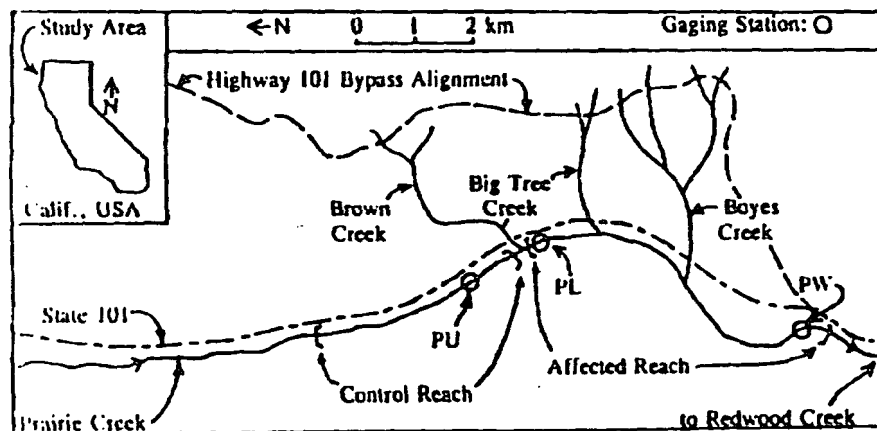 Study Area
N
Calif., USA
←N
0 1 2 km
Gaging Station: O
Highway 101 Bypass Alignment
Brown
Creek
Big Tree
Creek
Boyes
Creek
State 101
PU
PL
PW
Control Reach
Affected Reach
Prairie Creek
to Redwood Creek